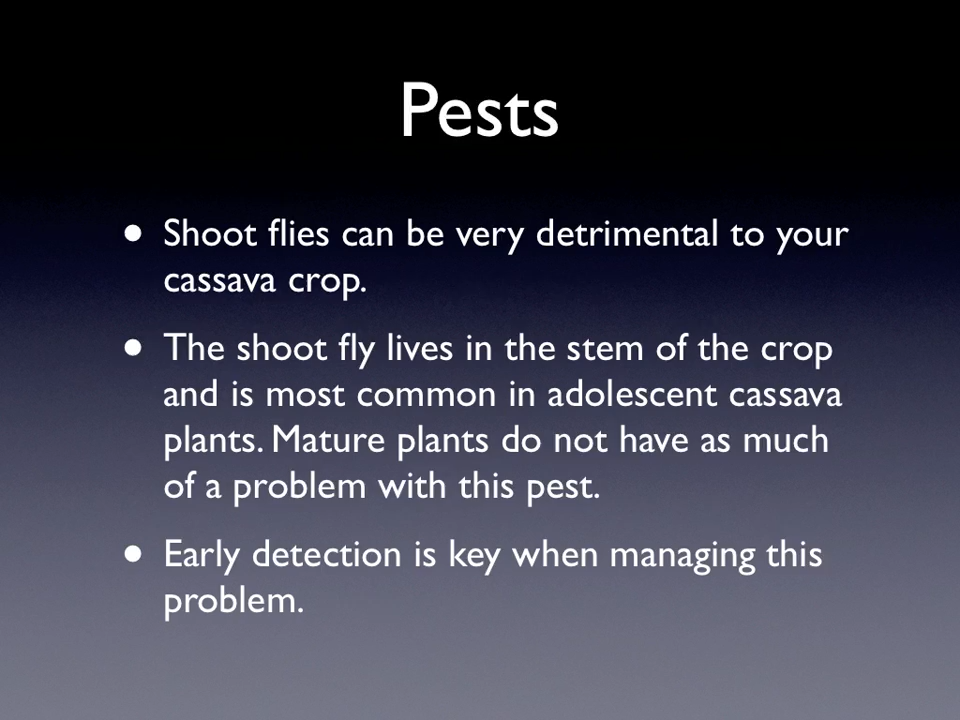 Pests
• Shoot flies can be very detrimental to your
cassava crop.
• The shoot fly lives in the stem of the crop
and is most common in adolescent cassava
plants. Mature plants do not have as much
of a problem with this pest.
• Early detection is key when managing this
problem.